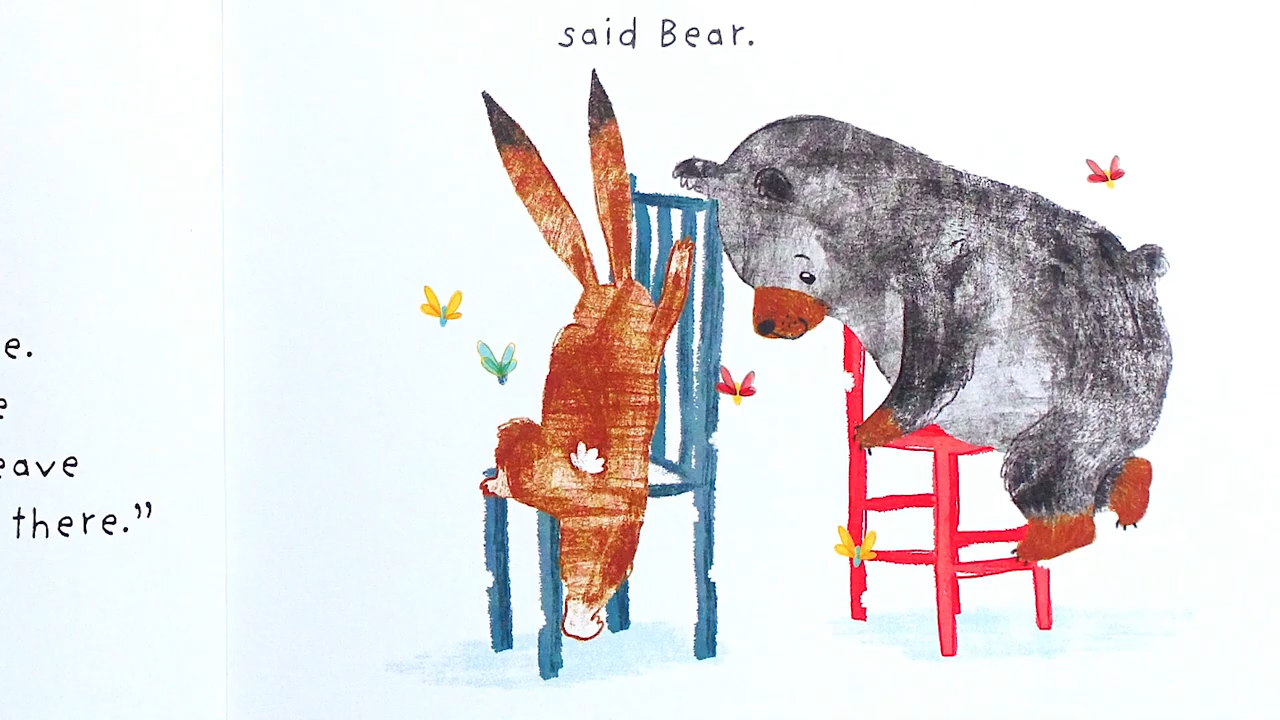 e.
eave
there.”
said Bear.